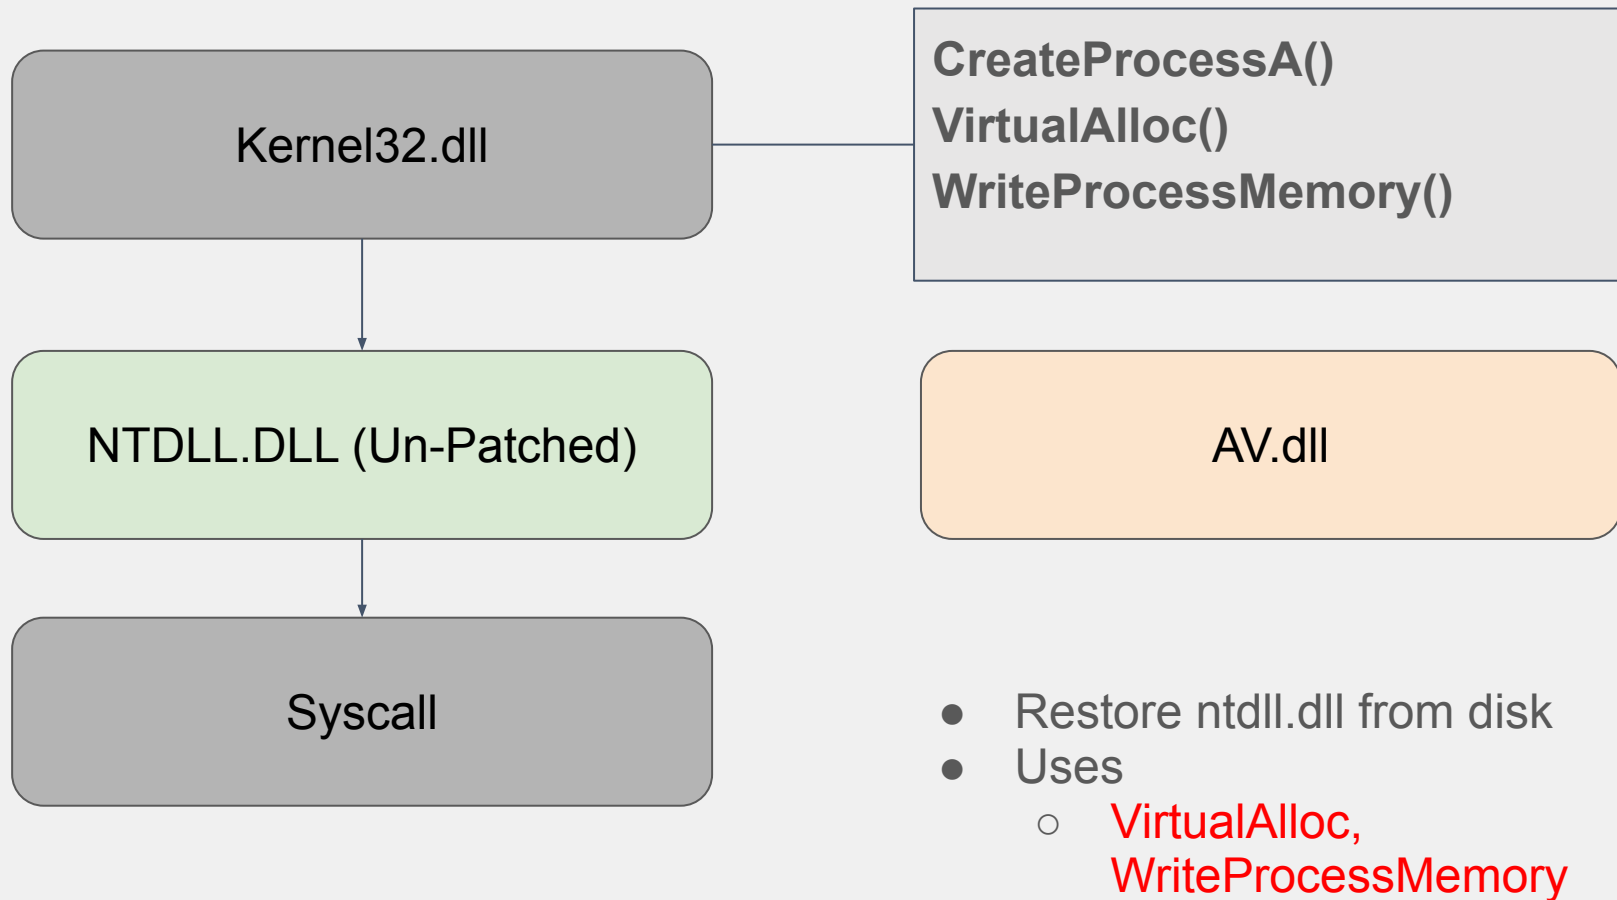 Kernel32.dll
CreateProcessA()
VirtualAlloc()
WriteProcessMemory()
NTDLL.DLL (Un-Patched)
AV.dll
Syscall
● Restore ntdll.dll from disk
● Uses
○ VirtualAlloc,
WriteProcessMemory